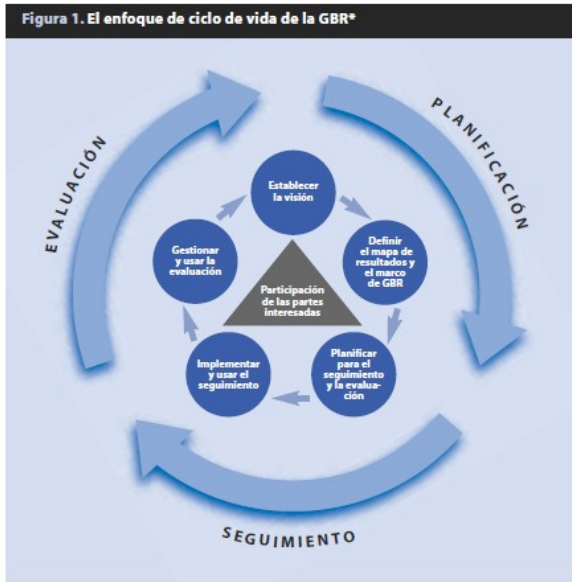 Figura 1. El enfoque de ciclo de vida de la GBR*
EVALUACIÓN
PLANIFICACIÓN
Establecer
la visión
Definir
el mapa de
resultados y
el marco
de GBR
Gestionar
y usar la
evaluación
Participación
de las partes
interesadas
Planificar
para el
seguimiento
y la evalua-
ción
Implementar
y usar el
seguimiento
SEGUIMIENTO